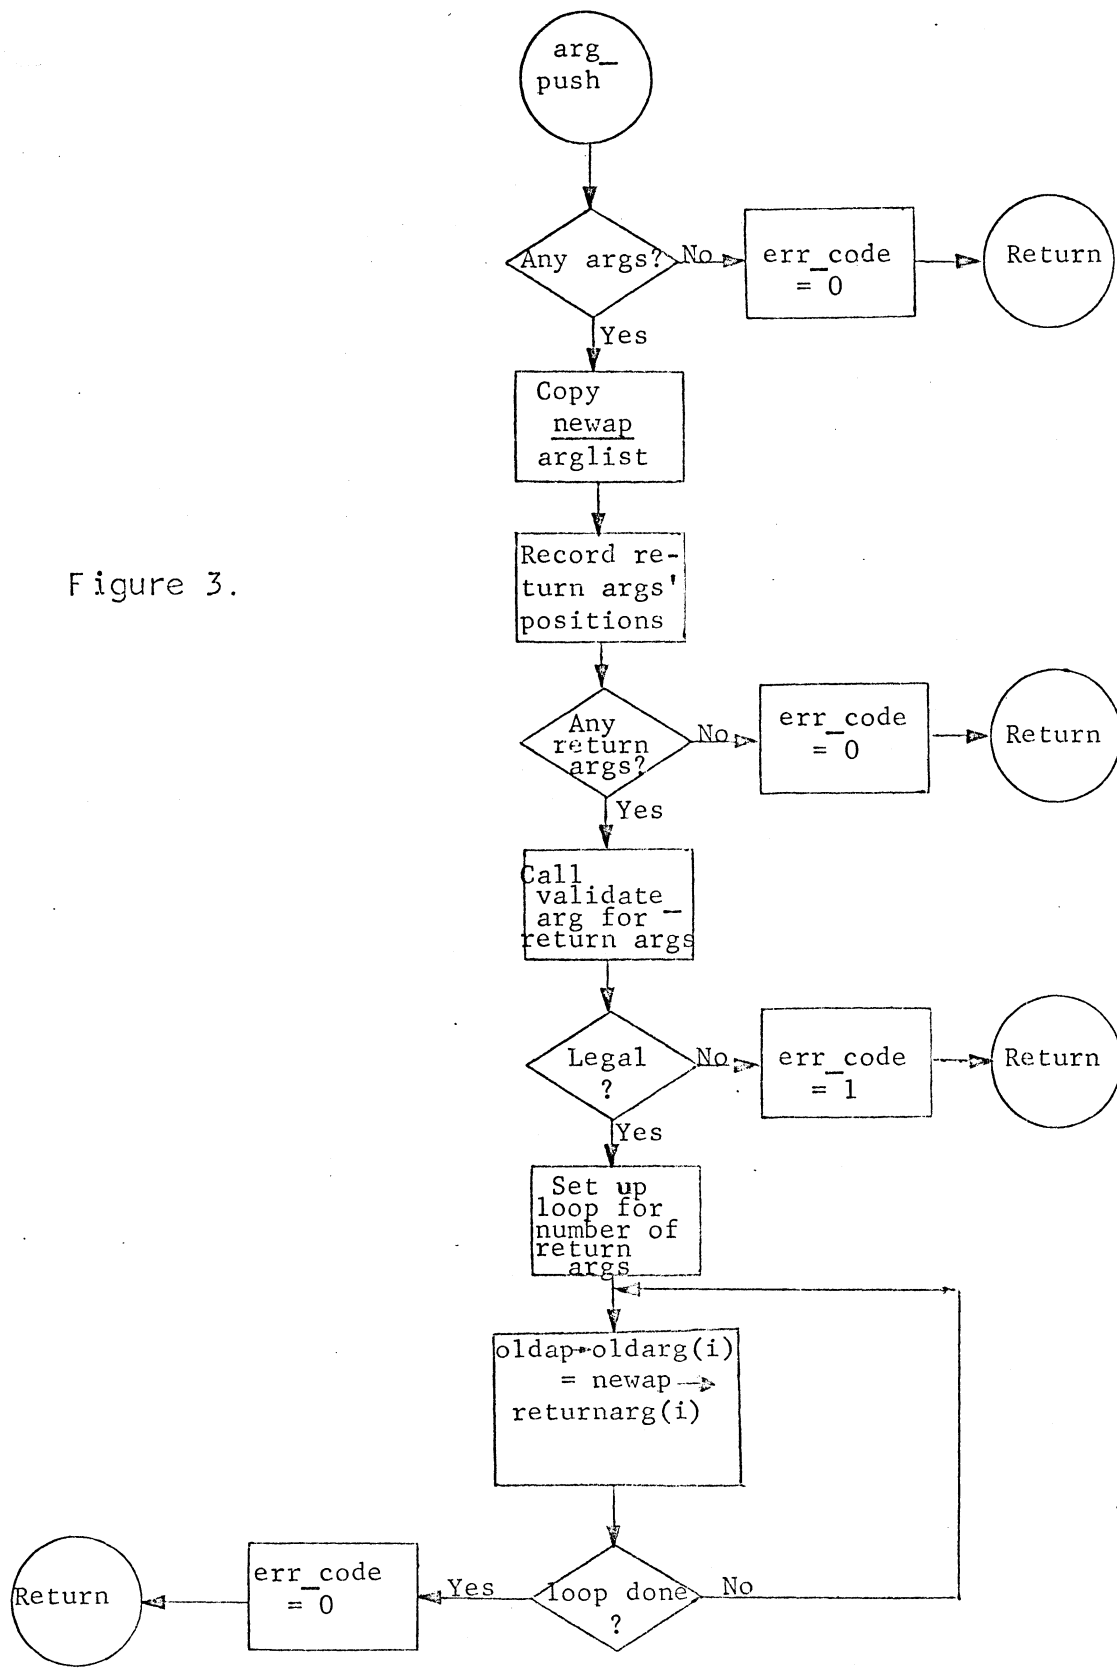 arg_
push
Any args?
No
err_code
= 0
Return
Yes
Copy
newap
arglist
Figure 3.
Record re-
turn args'
positions
Any
return
args?
No
err_code
= 0
Return
Yes
Call
validate_
arg for
return args
Legal
?
No
err_code
= 1
Return
Yes
Set up
loop for
number of
return
args
oldap→oldarg(i)
= newap→
returnarg(i)
loop done
?
No
Yes
err_code
= 0
Return